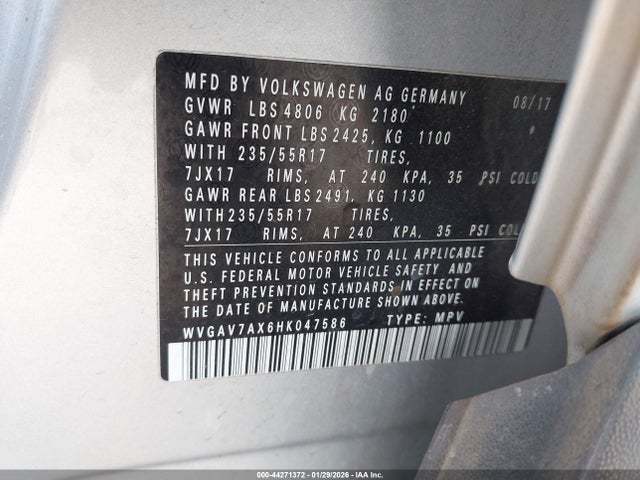 MFD BY VOLKSWAGEN AG GERMANY 08/17
GVWR LBS 4806 KG 2180
GAWR FRONT LBS 2425, KG 1100
WITH 235/55R17 TIRES,
7JX17 RIMS, AT 240 KPA, 35 PSI COLD
GAWR REAR LBS 2491, KG 1130
WITH 235/55R17 TIRES,
7JX17 RIMS, AT 240 KPA, 35 PSI COL
THIS VEHICLE CONFORMS TO ALL APPLICABLE
U.S. FEDERAL MOTOR VEHICLE SAFETY AND
THEFT PREVENTION STANDARDS IN EFFECT ON
THE DATE OF MANUFACTURE SHOWN ABOVE.
WVGAV7AX6HK047586 TYPE: MPV
000-44271372 | 01/29/2026 | IAA Inc.